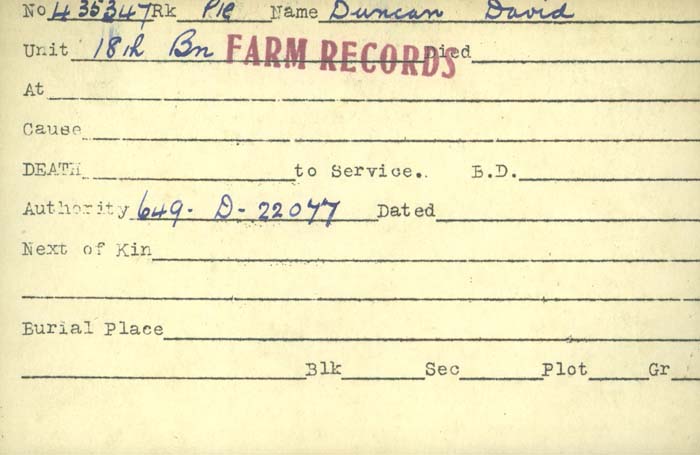 No 435347 Rk Pte Name Duncan David
Unit 18th Bn FARM RECORDS Died
At
Cause
DEATH to Service. B.D.
Authority 649-D-22077 Dated
Next of Kin
Burial Place
Blk Sec Plot Gr